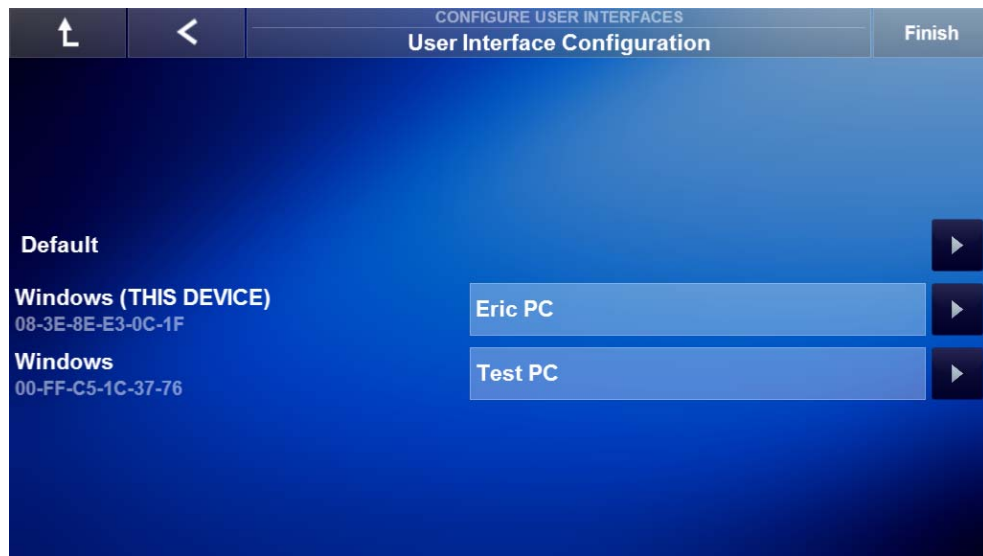 CONFIGURE USER INTERFACES
User Interface Configuration
Finish
Default
Windows (THIS DEVICE)
08-3E-8E-E3-0C-1F
Eric PC
Windows
00-FF-C5-1C-37-76
Test PC